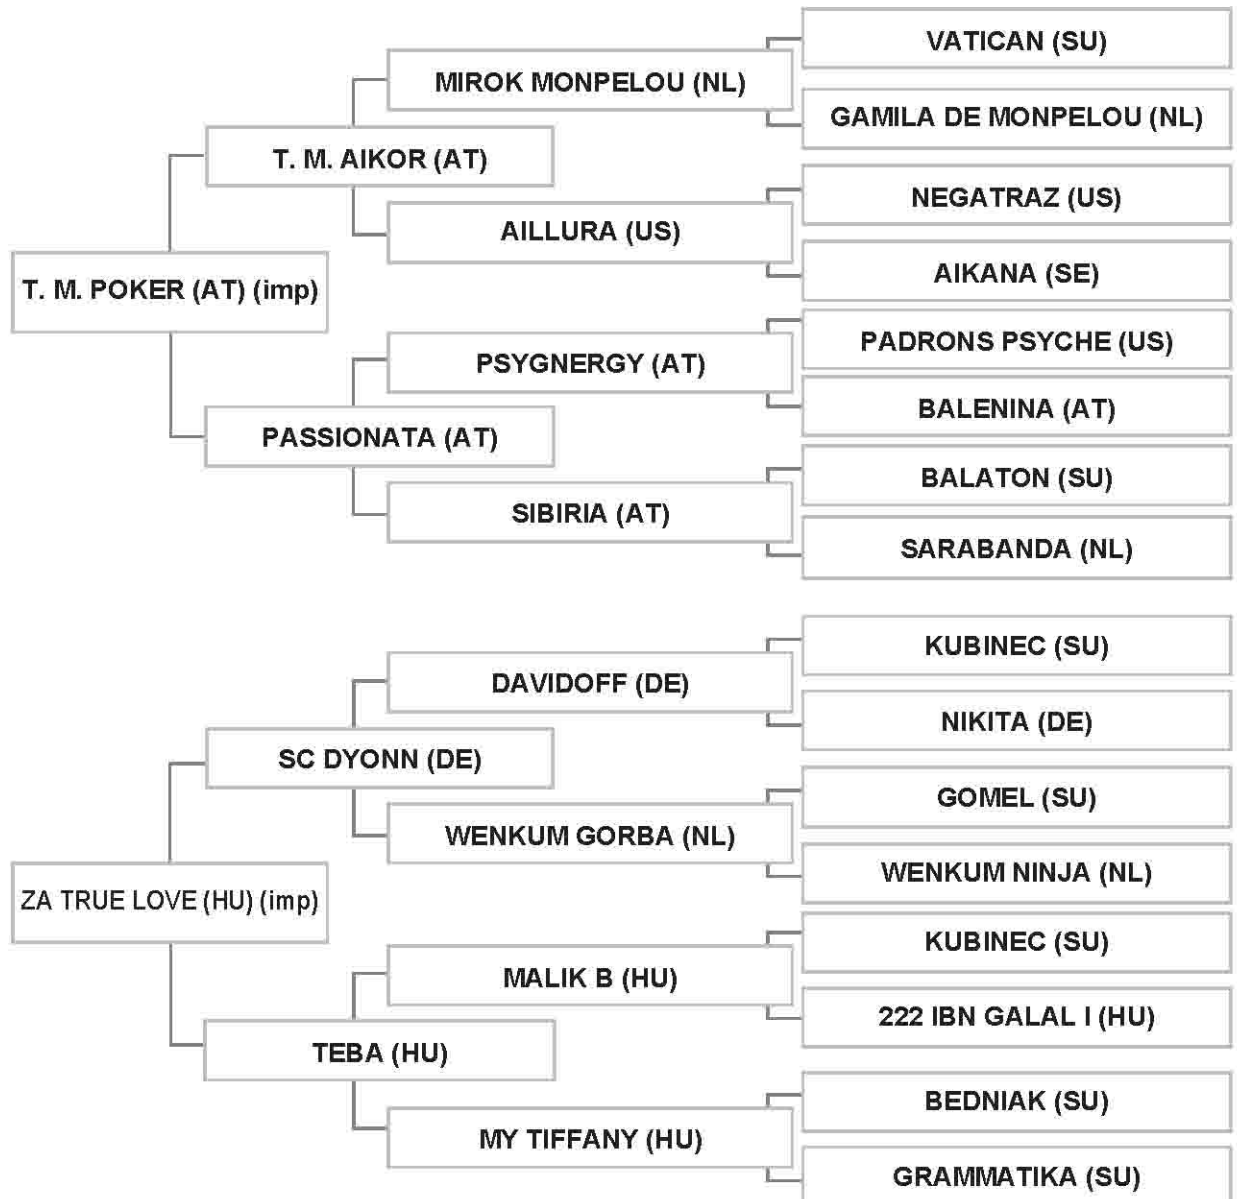 VATICAN (SU)
MIROK MONPELOU (NL)
GAMILA DE MONPELOU (NL)
T. M. AIKOR (AT)
NEGATRAZ (US)
AILLURA (US)
AIKANA (SE)
T. M. POKER (AT) (imp)
PADRONS PSYCHE (US)
PSYGNERGY (AT)
BALENINA (AT)
PASSIONATA (AT)
BALATON (SU)
SIBIRIA (AT)
SARABANDA (NL)
KUBINEC (SU)
DAVIDOFF (DE)
NIKITA (DE)
SC DYONN (DE)
GOMEL (SU)
WENKUM GORBA (NL)
WENKUM NINJA (NL)
ZA TRUE LOVE (HU) (imp)
KUBINEC (SU)
MALIK B (HU)
222 IBN GALAL I (HU)
TEBA (HU)
BEDNIAK (SU)
MY TIFFANY (HU)
GRAMMATIKA (SU)